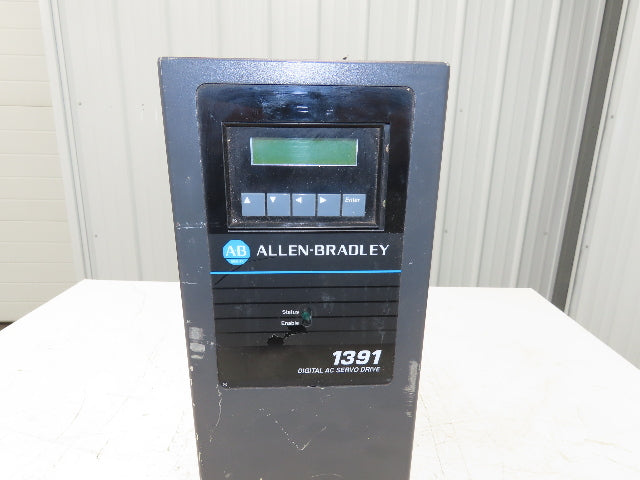 Enter
AB
ALLEN-BRADLEY
Status
Enable
1391
DIGITAL AC SERVO DRIVE